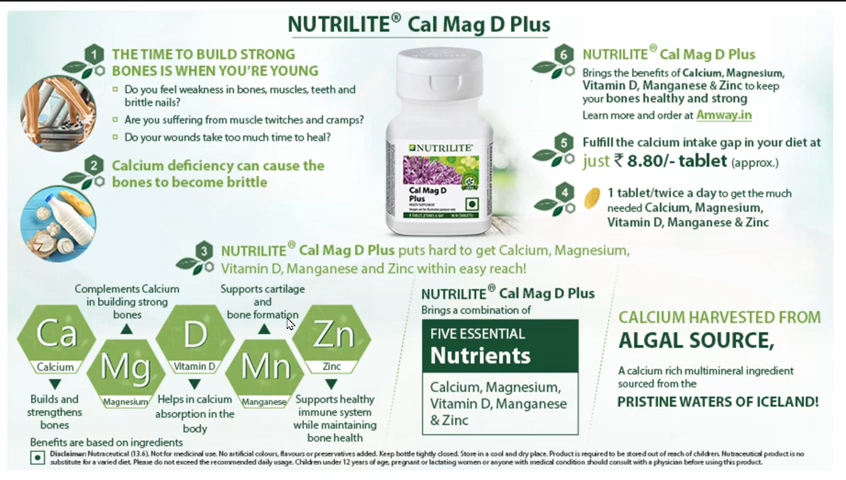 NUTRILITE® Cal Mag D Plus
1
THE TIME TO BUILD STRONG
BONES IS WHEN YOU'RE YOUNG
Do you feel weakness in bones, muscles, teeth and
brittle nails?
Are you suffering from muscle twitches and cramps?
Do your wounds take too much time to heal?
2
Calcium deficiency can cause the
bones to become brittle
NUTRILITE
Cal Mag D
Plus
6
NUTRILITE® Cal Mag D Plus
Brings the benefits of Calcium, Magnesium,
Vitamin D, Manganese & Zinc to keep
your bones healthy and strong
Learn more and order at Amway.in
5
Fulfill the calcium intake gap in your diet at
just ₹ 8.80/- tablet (approx.)
4
1 tablet/twice a day to get the much
needed Calcium, Magnesium,
Vitamin D, Manganese & Zinc
3
NUTRILITE® Cal Mag D Plus puts hard to get Calcium, Magnesium,
Vitamin D, Manganese and Zinc within easy reach!
Complements Calcium
in building strong
bones
Supports cartilage
and
bone formation
Ca
Calcium
Mg
Magnesium
D
Vitamin D
Mn
Manganese
Zn
Zinc
Builds and
strengthens
bones
Helps in calcium
absorption in the
body
Supports healthy
immune system
while maintaining
bone health
Benefits are based on ingredients
NUTRILITE® Cal Mag D Plus
Brings a combination of
FIVE ESSENTIAL
Nutrients
Calcium, Magnesium,
Vitamin D, Manganese
& Zinc
CALCIUM HARVESTED FROM
ALGAL SOURCE,
A calcium rich multimineral ingredient
sourced from the
PRISTINE WATERS OF ICELAND!
Disclaimer: Nutraceutical (13.6). Not for medicinal use. No artificial colours, flavours or preservatives added. Keep bottle tightly closed. Store in a cool and dry place. Product is required to be stored out of reach of children. Nutraceutical product is no
substitute for a varied diet. Please do not exceed the recommended daily usage. Children under 12 years of age, pregnant or lactating women or anyone with medical condition should consult with a physician before using this product.